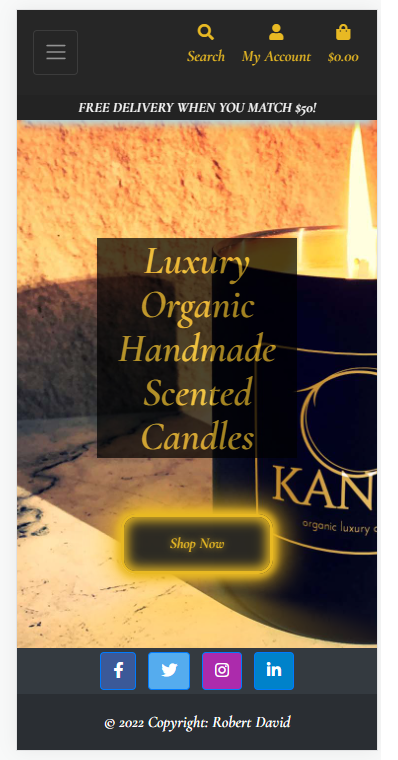 Search My Account $0.00
FREE DELIVERY WHEN YOU MATCH $50!
Luxury
Organic
Handmade
Scented
Candles
KAN
organic luxury
Shop Now
© 2022 Copyright: Robert David